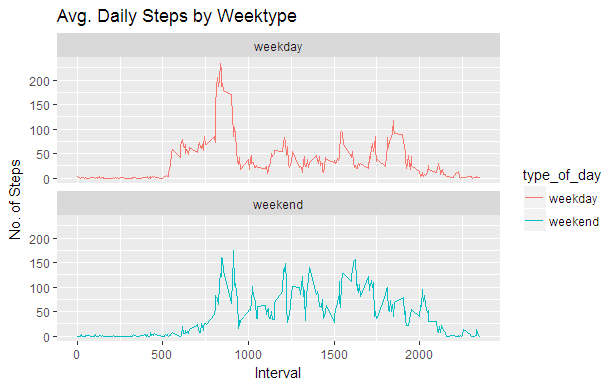 Avg. Daily Steps by Weektype
weekday
200
150
100
50
0
No. of Steps
weekend
200
150
100
50
0
0 500 1000 1500 2000
Interval
type_of_day
weekday
weekend